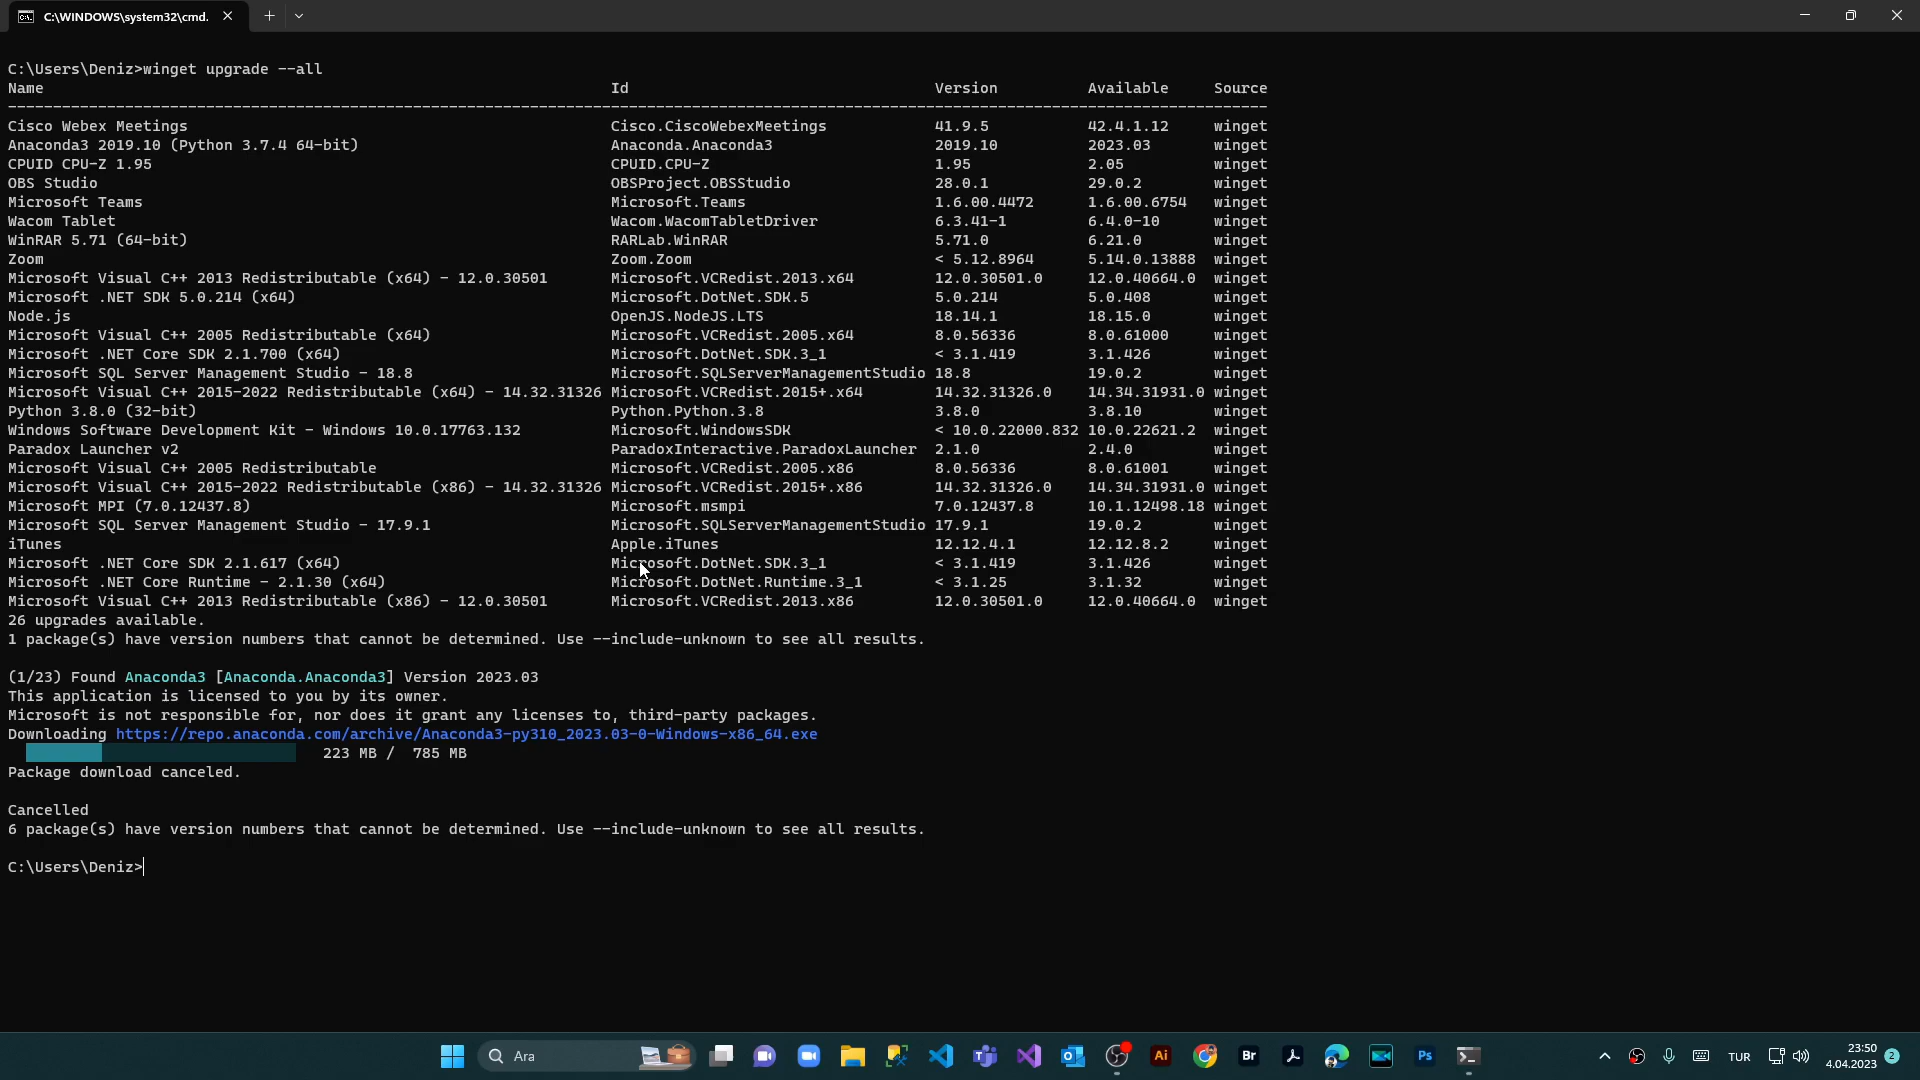 C:\WINDOWS\system32\cmd.
C:\Users\Deniz>winget upgrade --all
Name Id Version Available Source
Cisco Webex Meetings Cisco.CiscoWebexMeetings 41.9.5 42.4.1.12 winget
Anaconda3 2019.10 (Python 3.7.4 64-bit) Anaconda.Anaconda3 2019.10 2023.03 winget
CPUID CPU-Z 1.95 CPUID.CPU-Z 1.95 2.05 winget
OBS Studio OBSProject.OBSStudio 28.0.1 29.0.2 winget
Microsoft Teams Microsoft.Teams 1.6.00.4472 1.6.00.6754 winget
Wacom Tablet Wacom.WacomTabletDriver 6.3.41-1 6.4.0-10 winget
WinRAR 5.71 (64-bit) RARLab.WinRAR 5.71.0 6.21.0 winget
Zoom Zoom.Zoom < 5.12.8964 5.14.0.13888 winget
Microsoft Visual C++ 2013 Redistributable (x64) - 12.0.30501 Microsoft.VCRedist.2013.x64 12.0.30501.0 12.0.40664.0 winget
Microsoft .NET SDK 5.0.214 (x64) Microsoft.DotNet.SDK.5 5.0.214 5.0.408 winget
Node.js OpenJS.NodeJS.LTS 18.14.1 18.15.0 winget
Microsoft Visual C++ 2005 Redistributable (x64) Microsoft.VCRedist.2005.x64 8.0.56336 8.0.61000 winget
Microsoft .NET Core SDK 2.1.700 (x64) Microsoft.DotNet.SDK.3_1 < 3.1.419 3.1.426 winget
Microsoft SQL Server Management Studio - 18.8 Microsoft.SQLServerManagementStudio 18.8 19.0.2 winget
Microsoft Visual C++ 2015-2022 Redistributable (x64) - 14.32.31326 Microsoft.VCRedist.2015+.x64 14.32.31326.0 14.34.31931.0 winget
Python 3.8.0 (32-bit) Python.Python.3.8 3.8.0 3.8.10 winget
Windows Software Development Kit - Windows 10.0.17763.132 Microsoft.WindowsSDK < 10.0.22000.832 10.0.22621.2 winget
Paradox Launcher v2 ParadoxInteractive.ParadoxLauncher 2.1.0 2.4.0 winget
Microsoft Visual C++ 2005 Redistributable Microsoft.VCRedist.2005.x86 8.0.56336 8.0.61001 winget
Microsoft Visual C++ 2015-2022 Redistributable (x86) - 14.32.31326 Microsoft.VCRedist.2015+.x86 14.32.31326.0 14.34.31931.0 winget
Microsoft MPI (7.0.12437.8) Microsoft.msmpi 7.0.12437.8 10.1.12498.18 winget
Microsoft SQL Server Management Studio - 17.9.1 Microsoft.SQLServerManagementStudio 17.9.1 19.0.2 winget
iTunes Apple.iTunes 12.12.4.1 12.12.8.2 winget
Microsoft .NET Core SDK 2.1.617 (x64) Microsoft.DotNet.SDK.3_1 < 3.1.419 3.1.426 winget
Microsoft .NET Core Runtime - 2.1.30 (x64) Microsoft.DotNet.Runtime.3_1 < 3.1.25 3.1.32 winget
Microsoft Visual C++ 2013 Redistributable (x86) - 12.0.30501 Microsoft.VCRedist.2013.x86 12.0.30501.0 12.0.40664.0 winget
26 upgrades available.
1 package(s) have version numbers that cannot be determined. Use --include-unknown to see all results.
(1/23) Found Anaconda3 [Anaconda.Anaconda3] Version 2023.03
This application is licensed to you by its owner.
Microsoft is not responsible for, nor does it grant any licenses to, third-party packages.
Downloading https://repo.anaconda.com/archive/Anaconda3-py310_2023.03-0-Windows-x86_64.exe
223 MB / 785 MB
Package download canceled.
Cancelled
6 package(s) have version numbers that cannot be determined. Use --include-unknown to see all results.
C:\Users\Deniz>
Ara
Ai
Br
Ps
TUR
23:50
4.04.2023
2